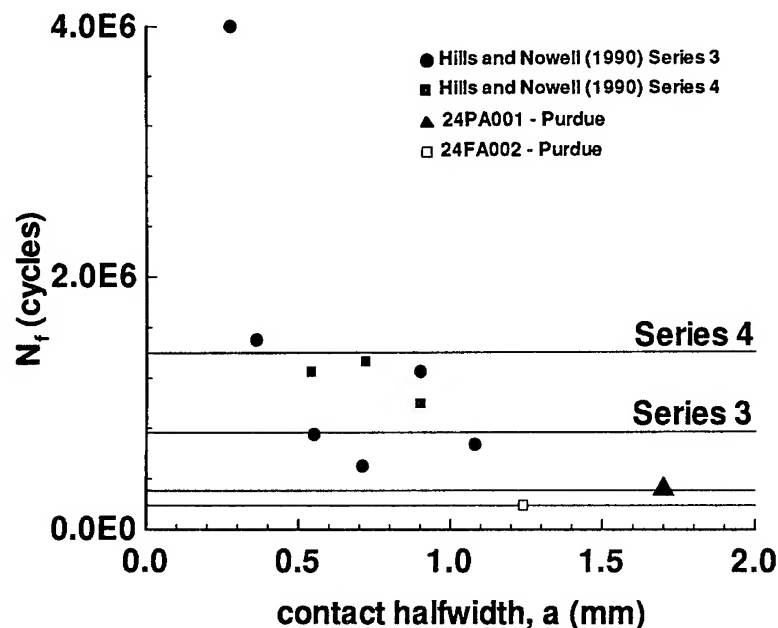 4.0E6
Hills and Nowell (1990) Series 3
Hills and Nowell (1990) Series 4
24PA001 - Purdue
24FA002 - Purdue
N_f (cycles)
2.0E6
Series 4
Series 3
0.0E0
0.0 0.5 1.0 1.5 2.0
contact halfwidth, a (mm)